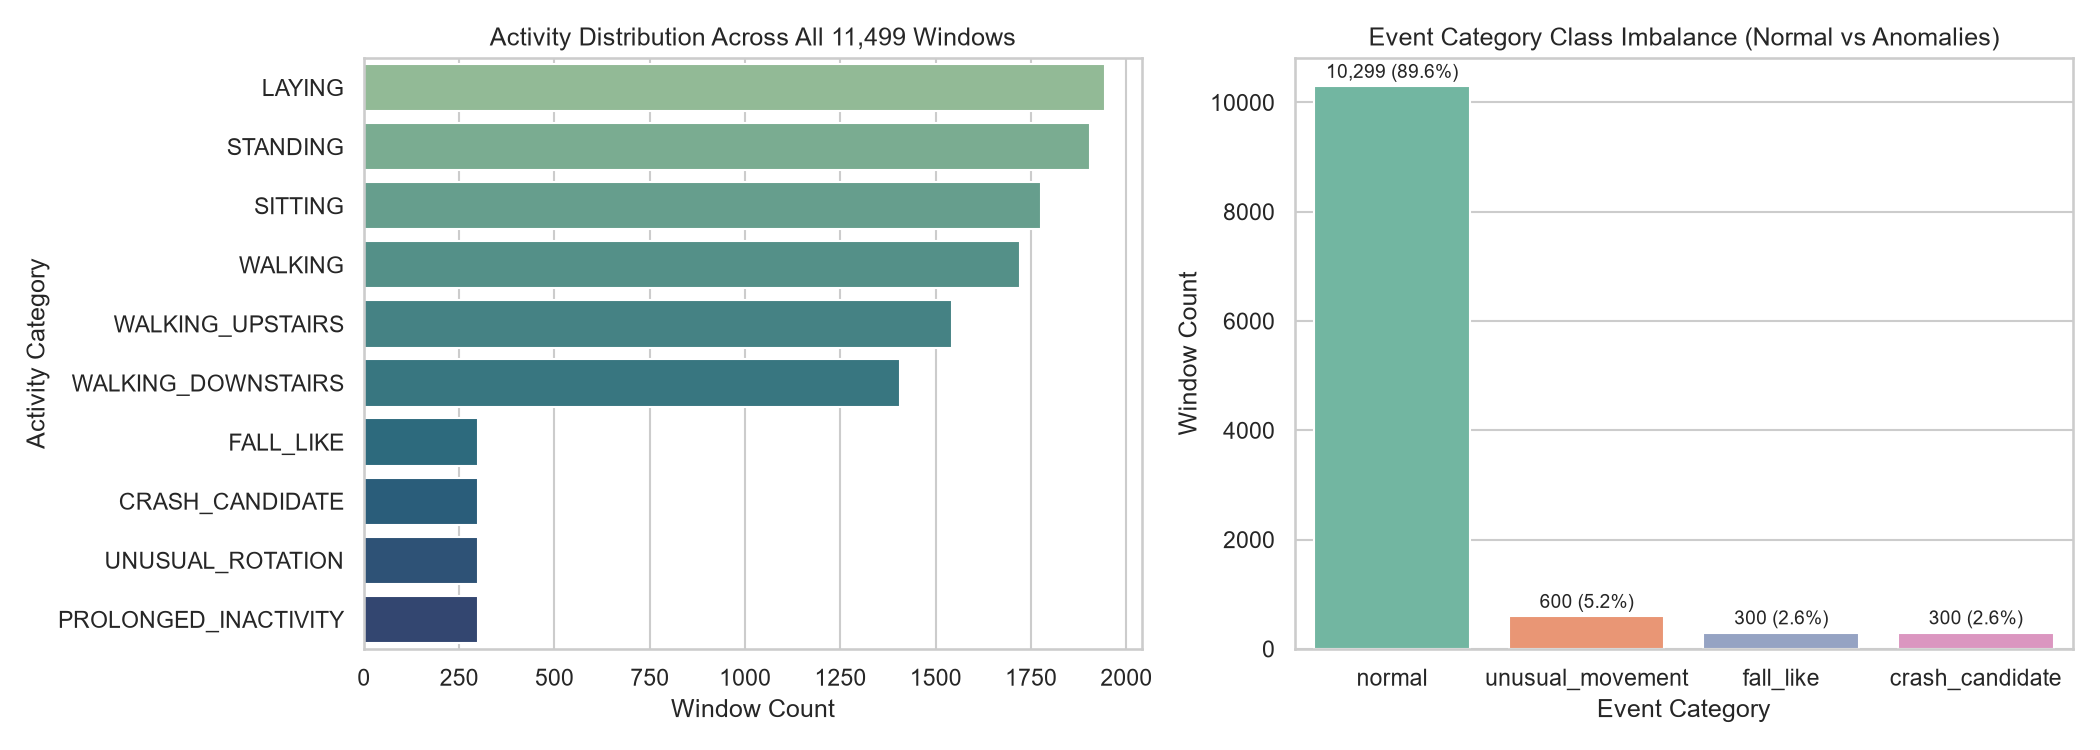 Activity Distribution Across All 11,499 Windows
Activity Category
LAYING
STANDING
SITTING
WALKING
WALKING_UPSTAIRS
WALKING_DOWNSTAIRS
FALL_LIKE
CRASH_CANDIDATE
UNUSUAL_ROTATION
PROLONGED_INACTIVITY
0 250 500 750 1000 1250 1500 1750 2000
Window Count
Event Category Class Imbalance (Normal vs Anomalies)
Window Count
10000
8000
6000
4000
2000
0
10,299 (89.6%)
600 (5.2%)
300 (2.6%)
300 (2.6%)
normal unusual_movement fall_like crash_candidate
Event Category